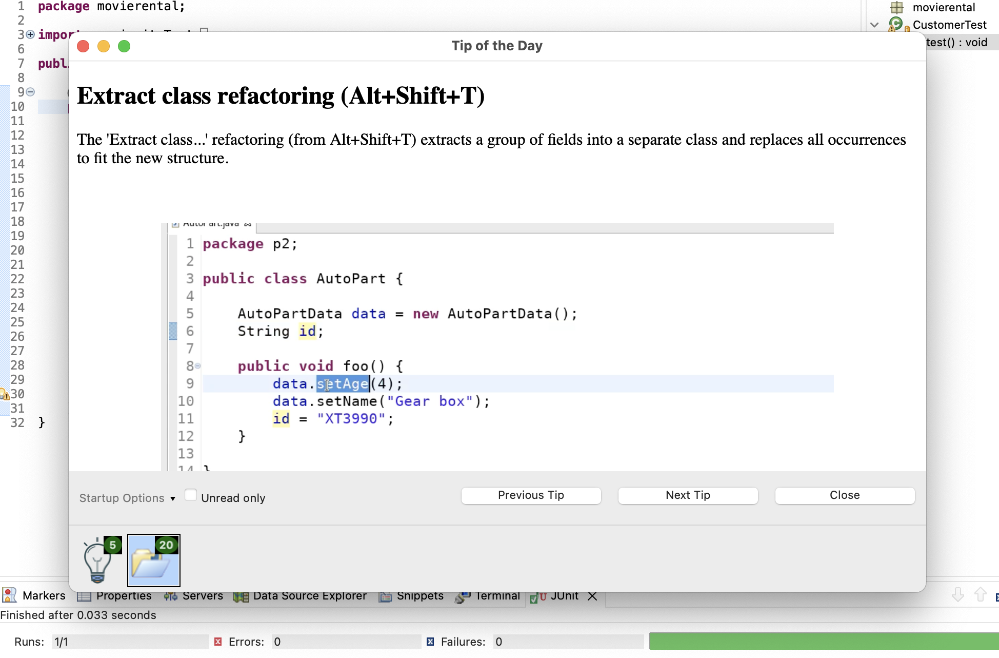 1 package movierental;
2
3 import
6
7 publ
8
9
10
11
12
13
14
15
16
17
18
19
20
21
22
23
24
25
26
27
28
29
30
31
32 }
movierental
CustomerTest
test() : void
Tip of the Day
Extract class refactoring (Alt+Shift+T)
The 'Extract class...' refactoring (from Alt+Shift+T) extracts a group of fields into a separate class and replaces all occurrences
to fit the new structure.
AutoPart.java
1 package p2;
2
3 public class AutoPart {
4
5 AutoPartData data = new AutoPartData();
6 String id;
7
8 public void foo() {
9 data.setAge(4);
10 data.setName("Gear box");
11 id = "XT3990";
12 }
13
14 }
Startup Options Unread only Previous Tip Next Tip Close
5 20
Markers Properties Servers Data Source Explorer Snippets Terminal JUnit
Finished after 0.033 seconds
Runs: 1/1 Errors: 0 Failures: 0